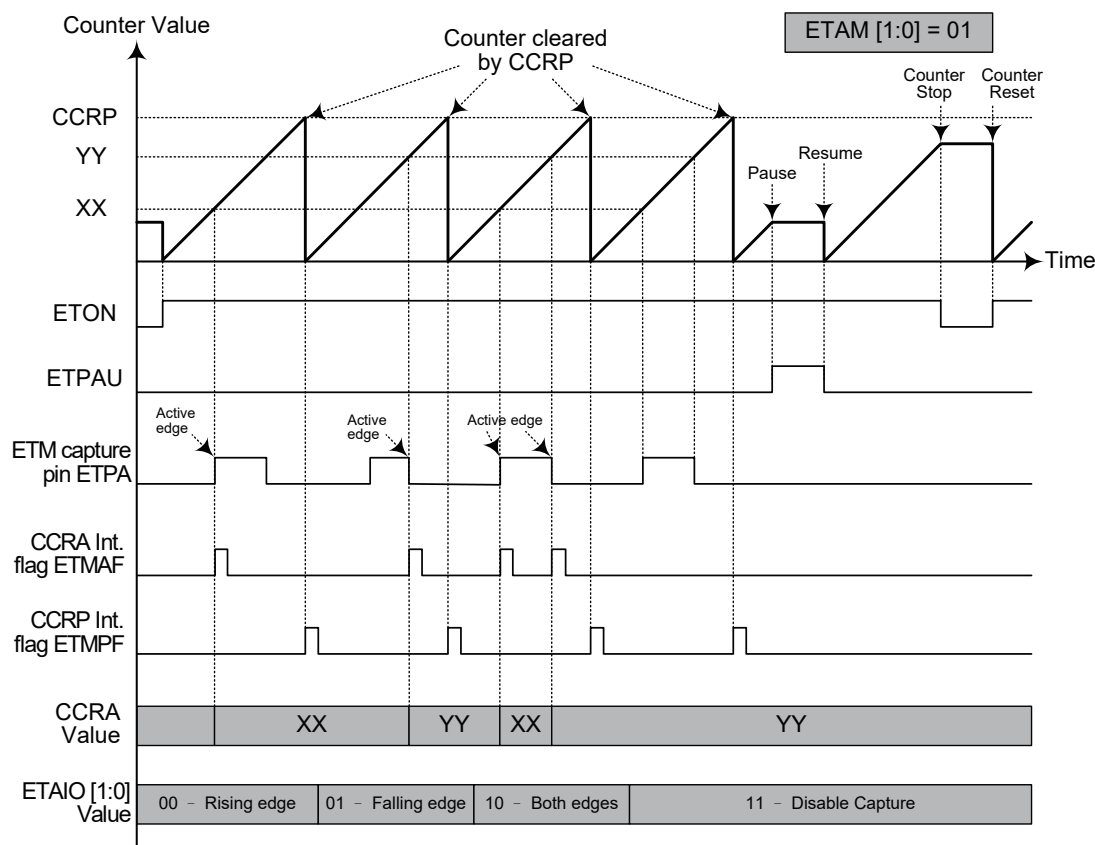 Counter Value
ETAM [1:0] = 01
Counter cleared
by CCRP
Counter
Stop
Counter
Reset
CCRP
YY
XX
Pause
Resume
Time
ETON
ETPAU
Active
edge
Active
edge
Active edge
ETM capture
pin ETPA
CCRA Int.
flag ETMAF
CCRP Int.
flag ETMPF
CCRA
Value
XX
YY
XX
YY
ETAIO [1:0]
Value
00 – Rising edge
01 – Falling edge
10 – Both edges
11 – Disable Capture